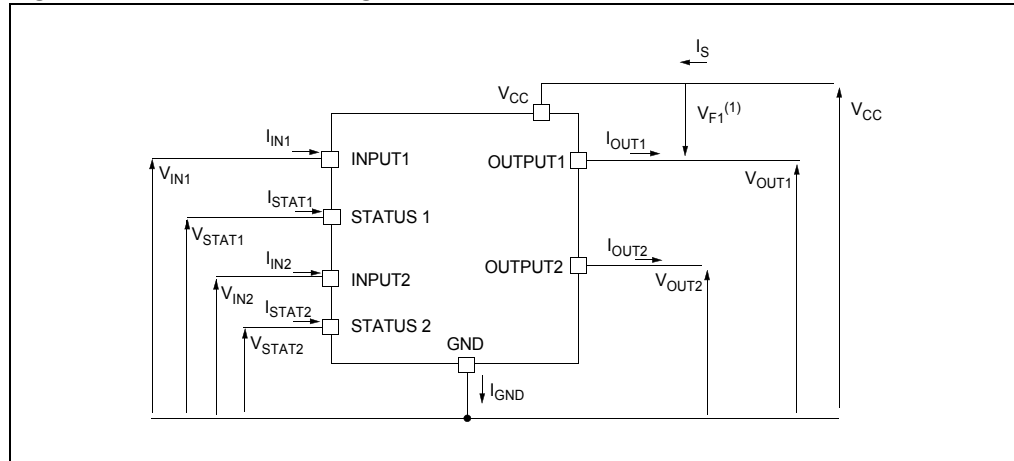 I_S
V_CC
V_F1^(1)
V_CC
I_IN1
I_OUT1
INPUT1
OUTPUT1
V_IN1
V_OUT1
I_STAT1
STATUS 1
V_STAT1
I_OUT2
I_IN2
OUTPUT2
INPUT2
V_OUT2
V_IN2
I_STAT2
STATUS 2
V_STAT2
GND
I_GND